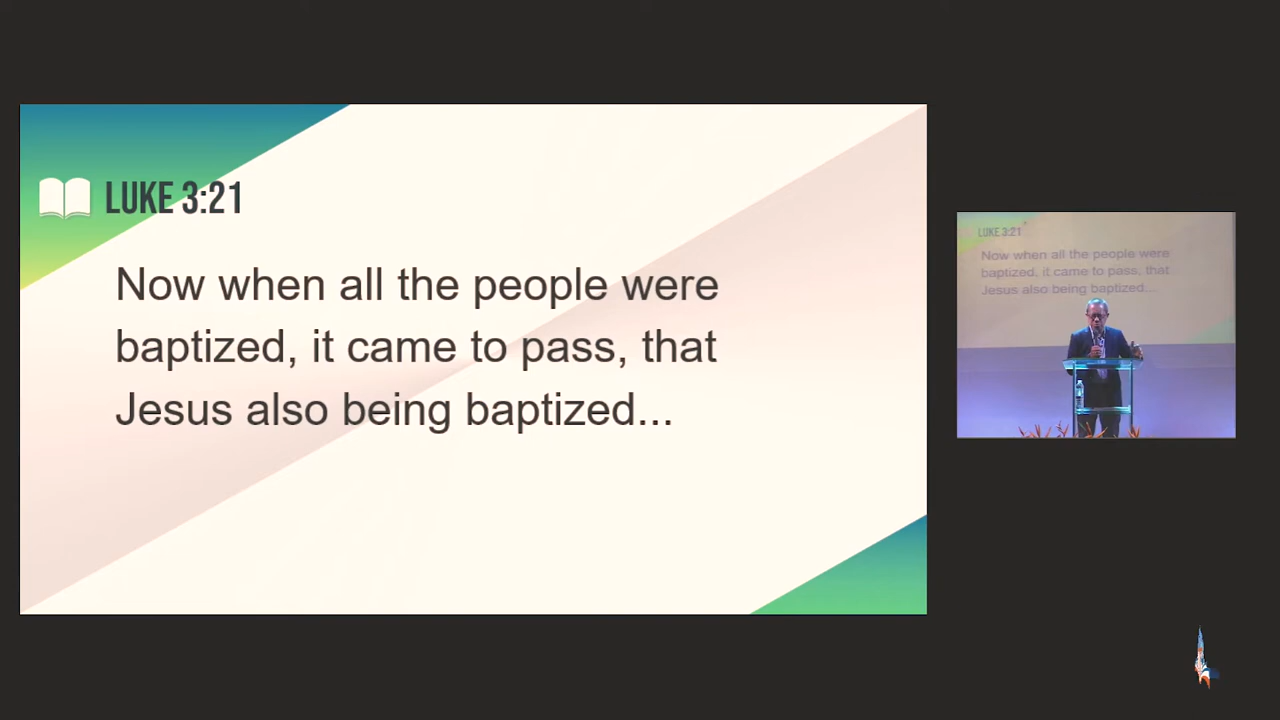 LUKE 3:21
Now when all the people were
baptized, it came to pass, that
Jesus also being baptized...
LUKE 3:21
Now when all the people were
baptized, it came to pass, that
Jesus also being baptized...